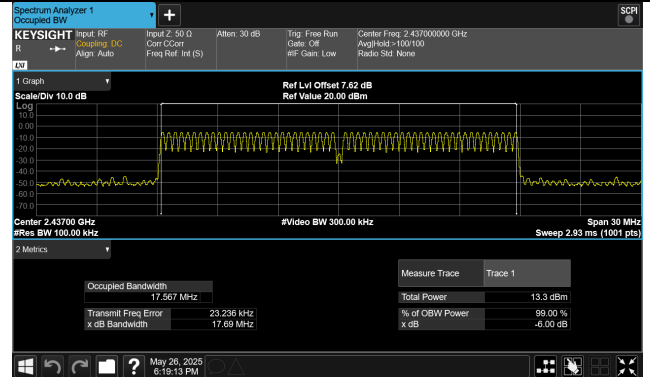 Spectrum Analyzer 1
Occupied BW
+
SCPI
KEYSIGHT Input: RF Input Z: 50 Ω Atten: 30 dB Trig: Free Run Center Freq: 2.437000000 GHz
R Coupling: DC Corr CCorr Gate: Off Avg|Hold:>100/100
Align: Auto Freq Ref: Int (S) #IF Gain: Low Radio Std: None
LXI
1 Graph
Ref Lvl Offset 7.62 dB
Scale/Div 10.0 dB Ref Value 20.00 dBm
Log
10.0
0.00
-10.0
-20.0
-30.0
-40.0
-50.0
-60.0
-70.0
Center 2.43700 GHz #Video BW 300.00 kHz Span 30 MHz
#Res BW 100.00 kHz Sweep 2.93 ms (1001 pts)
2 Metrics
Measure Trace Trace 1
Occupied Bandwidth
17.567 MHz Total Power 13.3 dBm
Transmit Freq Error 23.236 kHz % of OBW Power 99.00 %
x dB Bandwidth 17.69 MHz x dB -6.00 dB
?
May 26, 2025
6:19:13 PM